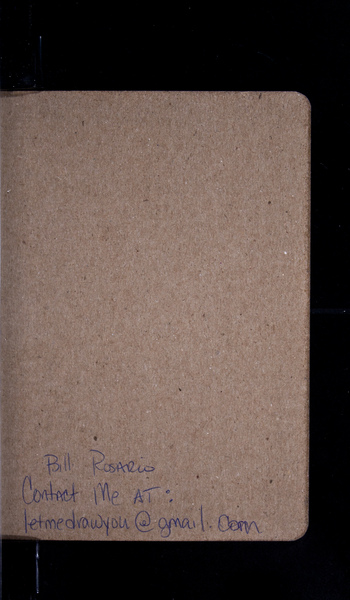 Bill Rosario
Contact Me AT:
letmedrawyou@gmail.com